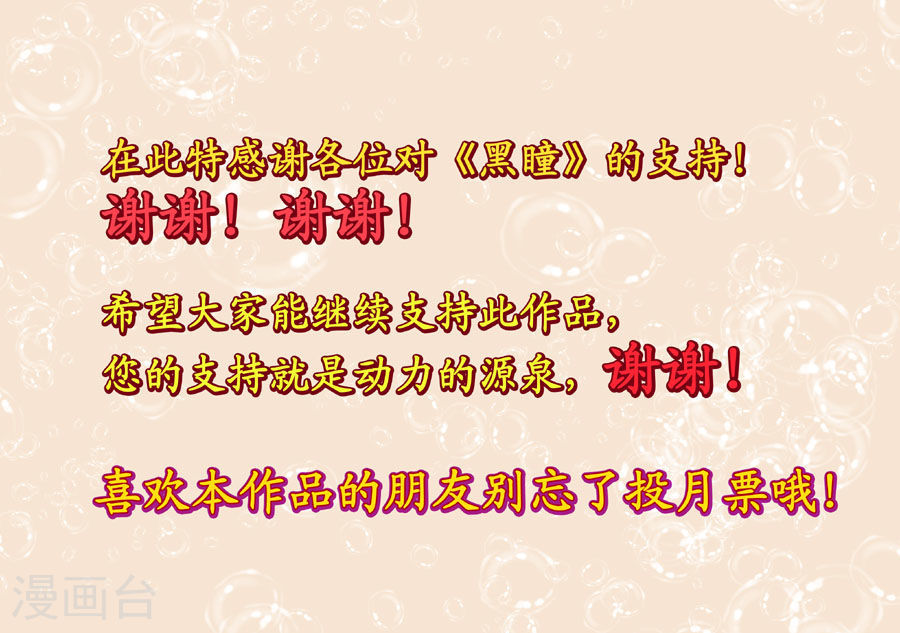 在此特感谢各位对《黑瞳》的支持!
谢谢! 谢谢!
希望大家能继续支持此作品,
您的支持就是动力的源泉, 谢谢!
喜欢本作品的朋友别忘了投月票哦!
漫画台